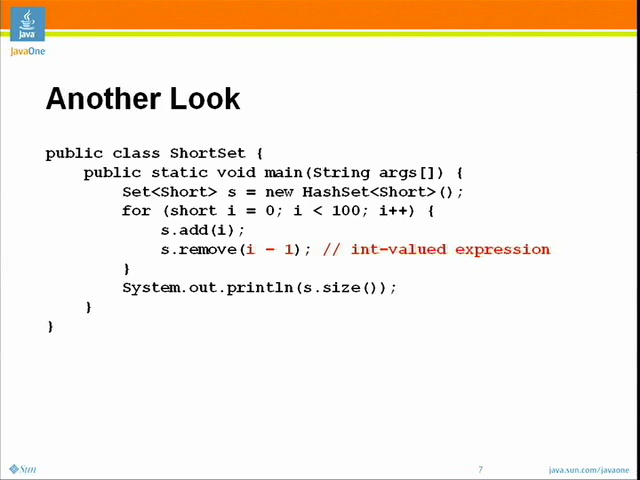 Java
JavaOne
Another Look
public class ShortSet {
public static void main(String args[]) {
Set<Short> s = new HashSet<Short>();
for (short i = 0; i < 100; i++) {
s.add(i);
s.remove(i - 1); // int-valued expression
}
System.out.println(s.size());
}
}
Sun
7
java.sun.com/javaone